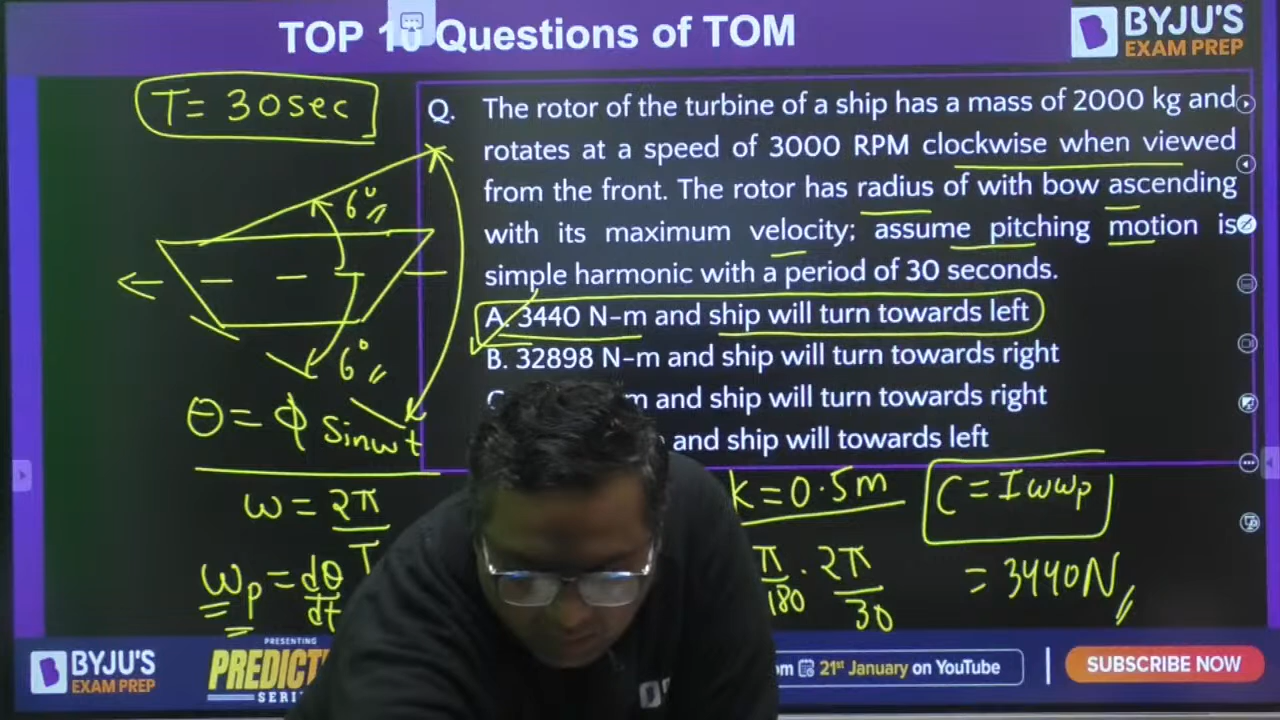 TOP 10 Questions of TOM
BYJU'S
EXAM PREP
T = 30sec
Q. The rotor of the turbine of a ship has a mass of 2000 kg and
rotates at a speed of 3000 RPM clockwise when viewed
from the front. The rotor has radius of with bow ascending
with its maximum velocity; assume pitching motion is
simple harmonic with a period of 30 seconds.
A. 3440 N-m and ship will turn towards left
B. 32898 N-m and ship will turn towards right
m and ship will turn towards right
and ship will towards left
6°
6°
θ = ϕ sinωt
ω = 2π
T
ωp = dθ
dt
k = 0.5m
π/180 · 2π/30
C = Iωωp
= 3440N
BYJU'S
EXAM PREP
PRESENTING
SERI
21st January on YouTube
SUBSCRIBE NOW